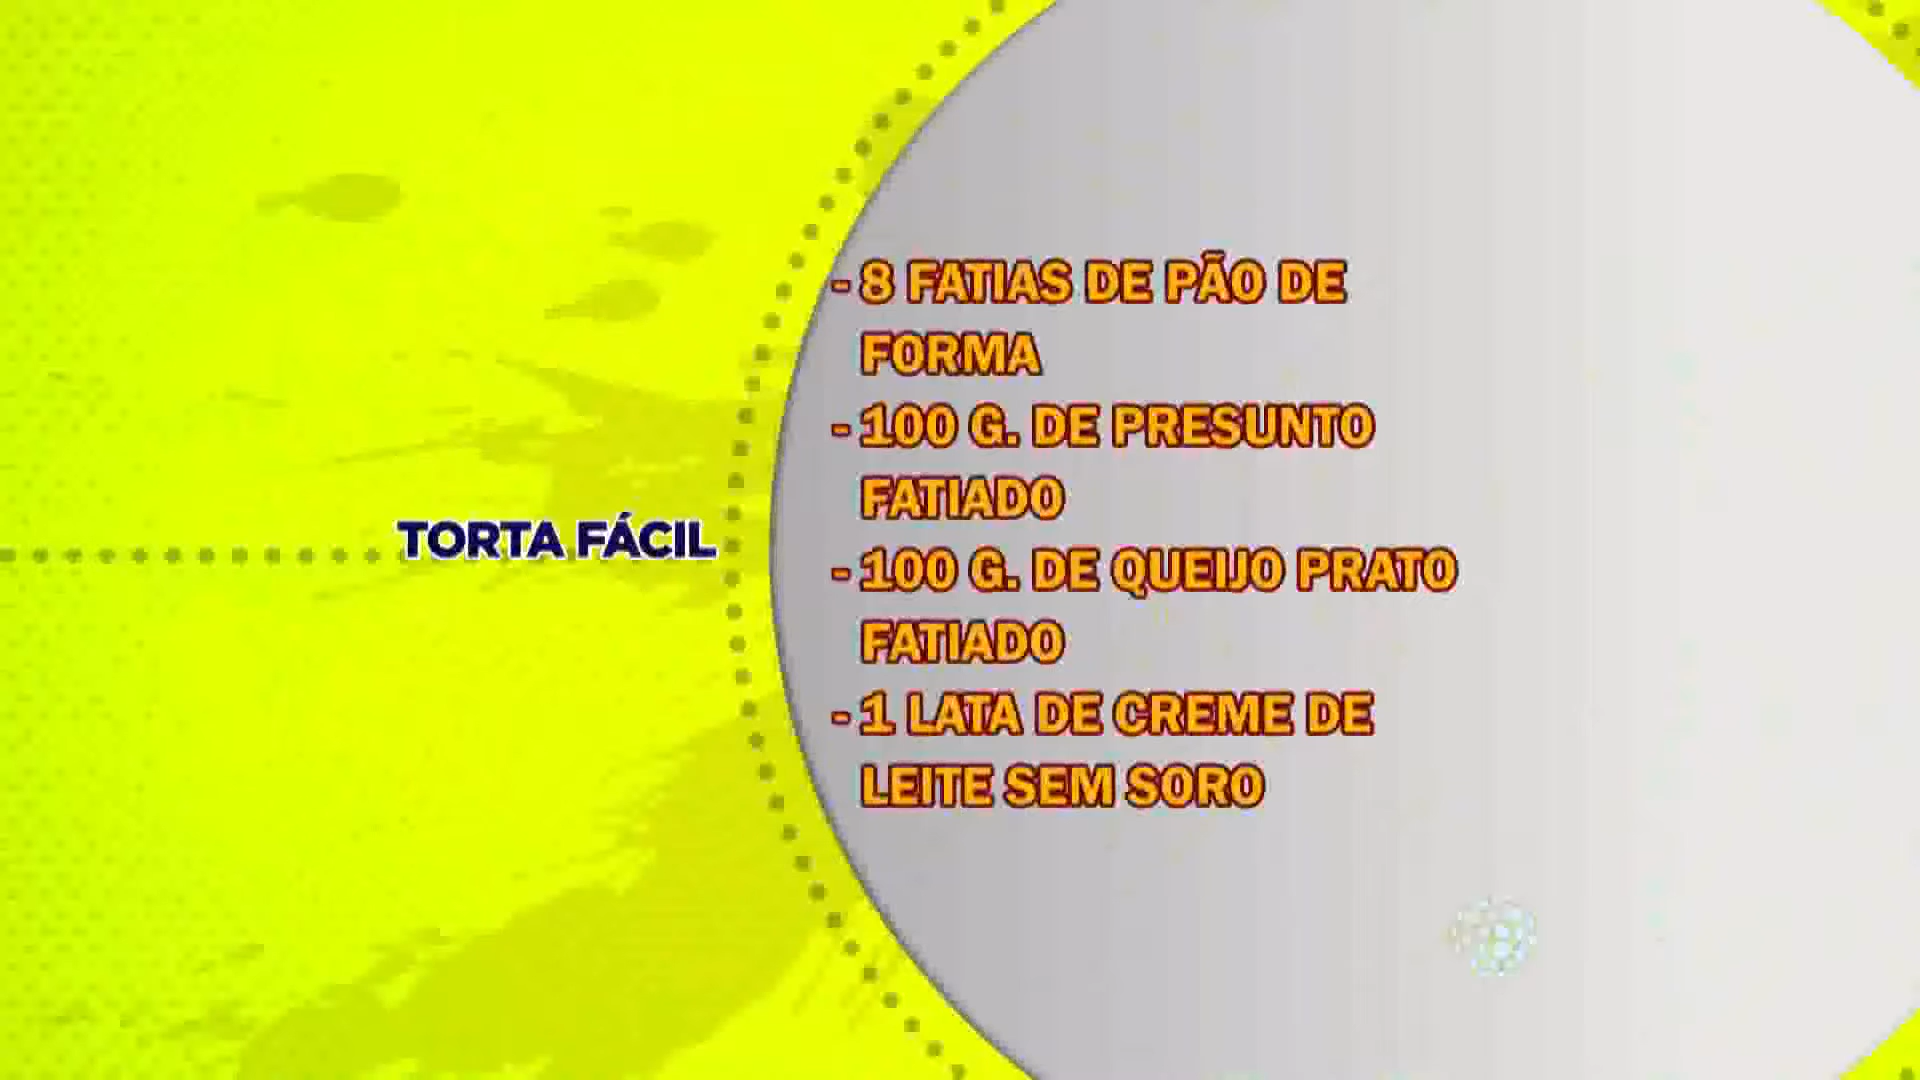 TORTA FÁCIL
- 8 FATIAS DE PÃO DE
FORMA
- 100 G. DE PRESUNTO
FATIADO
- 100 G. DE QUEIJO PRATO
FATIADO
- 1 LATA DE CREME DE
LEITE SEM SORO